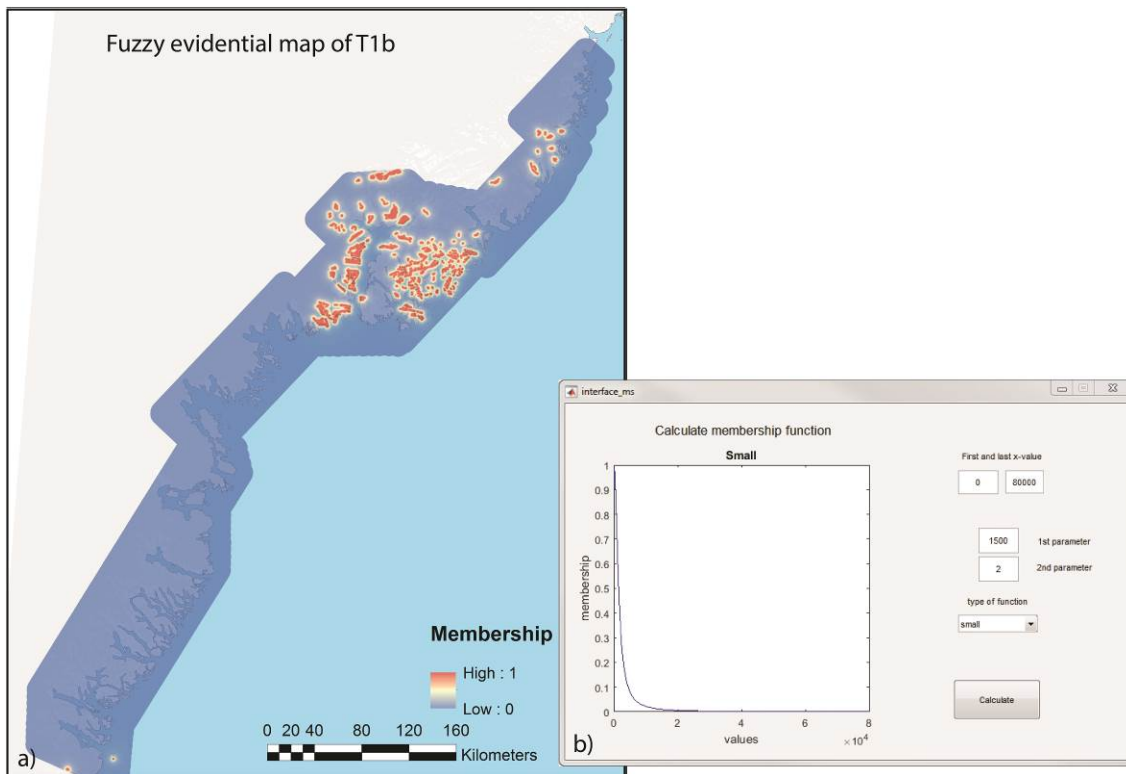 Fuzzy evidential map of T1b
Membership
High : 1
Low : 0
0 20 40 80 120 160
Kilometers
a)
interface_ms
Calculate membership function
Small
1
0.9
0.8
0.7
0.6
0.5
0.4
0.3
0.2
0.1
0
membership
0 2 4 6 8
×10⁴
values
First and last x-value
0 80000
1500 1st parameter
2 2nd parameter
type of function
small
Calculate
b)